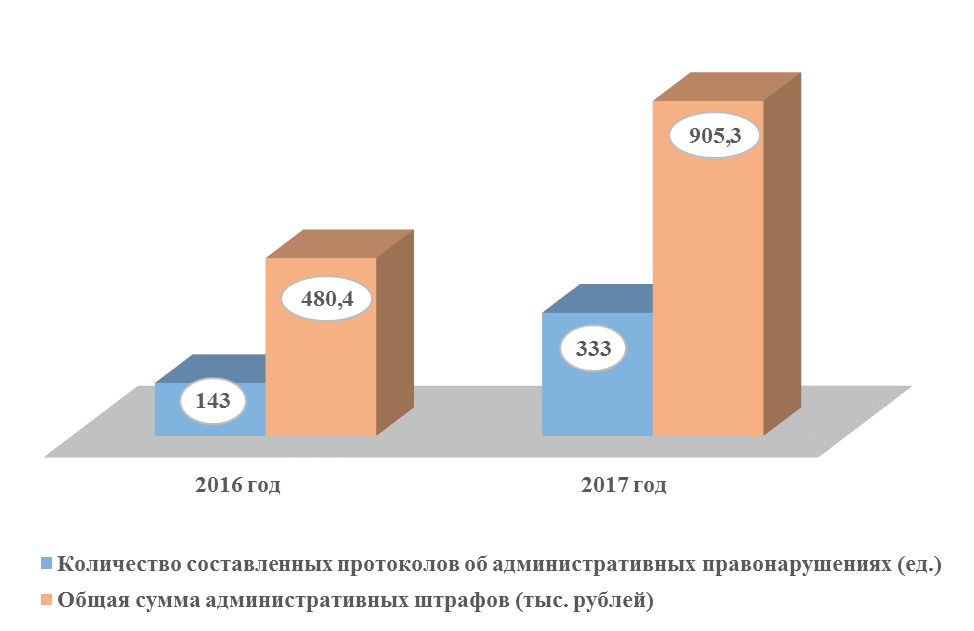 905,3
480,4
333
143
2016 год
2017 год
Количество составленных протоколов об административных правонарушениях (ед.)
Общая сумма административных штрафов (тыс. рублей)